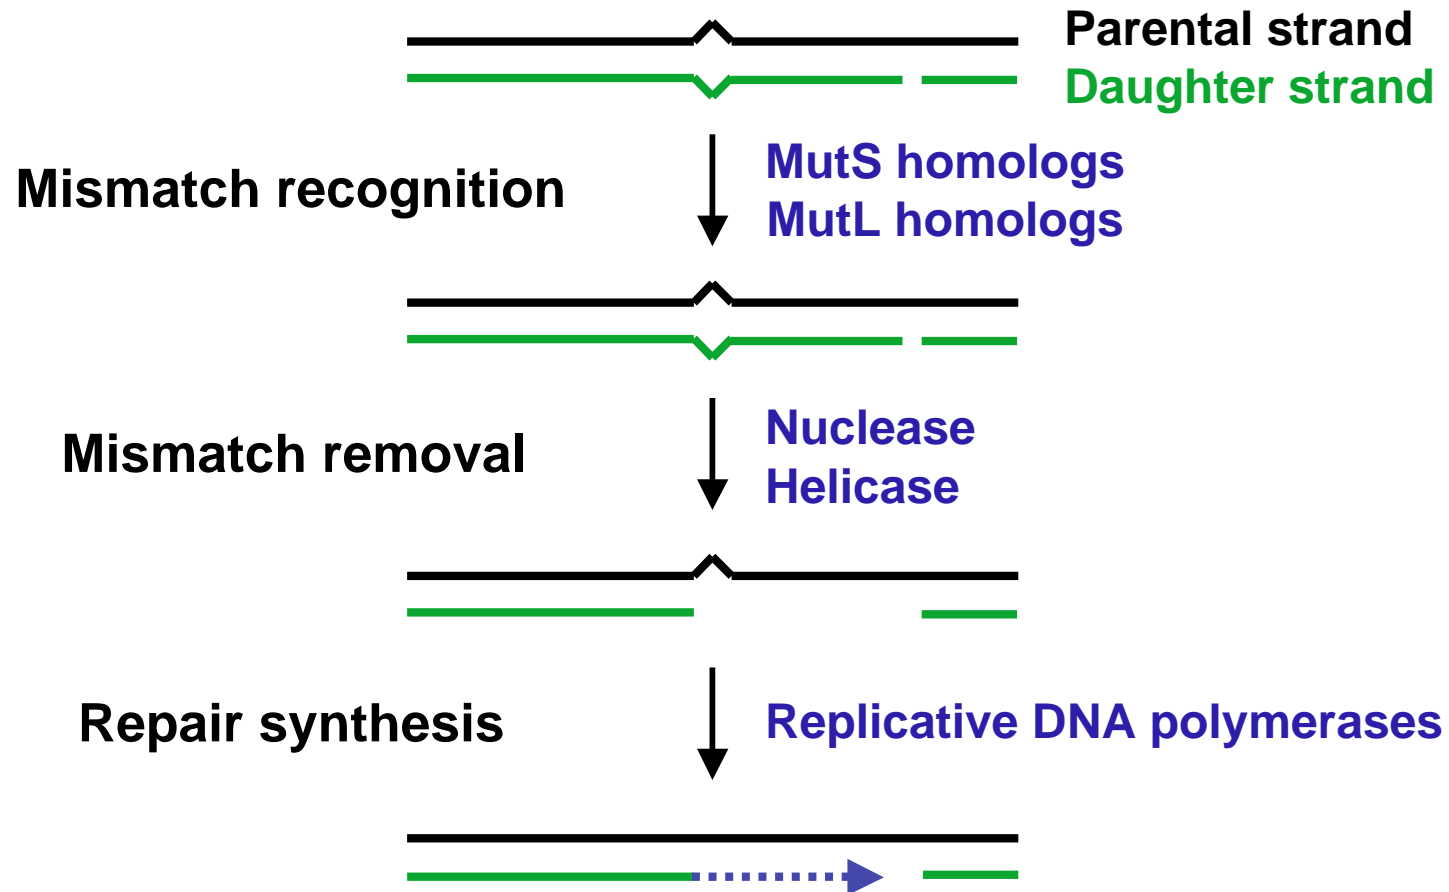 Parental strand
Daughter strand
Mismatch recognition
MutS homologs
MutL homologs
Mismatch removal
Nuclease
Helicase
Repair synthesis
Replicative DNA polymerases